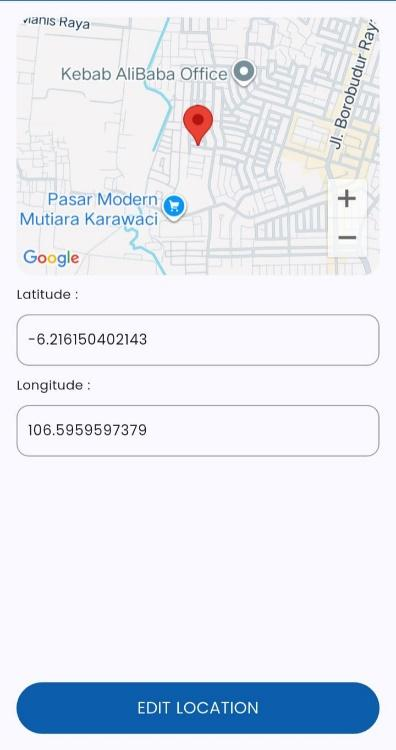 Manis Raya
Kebab AliBaba Office
Jl. Borobudur Raya
Pasar Modern
Mutiara Karawaci
+
−
Google
Latitude :
-6.216150402143
Longitude :
106.5959597379
EDIT LOCATION